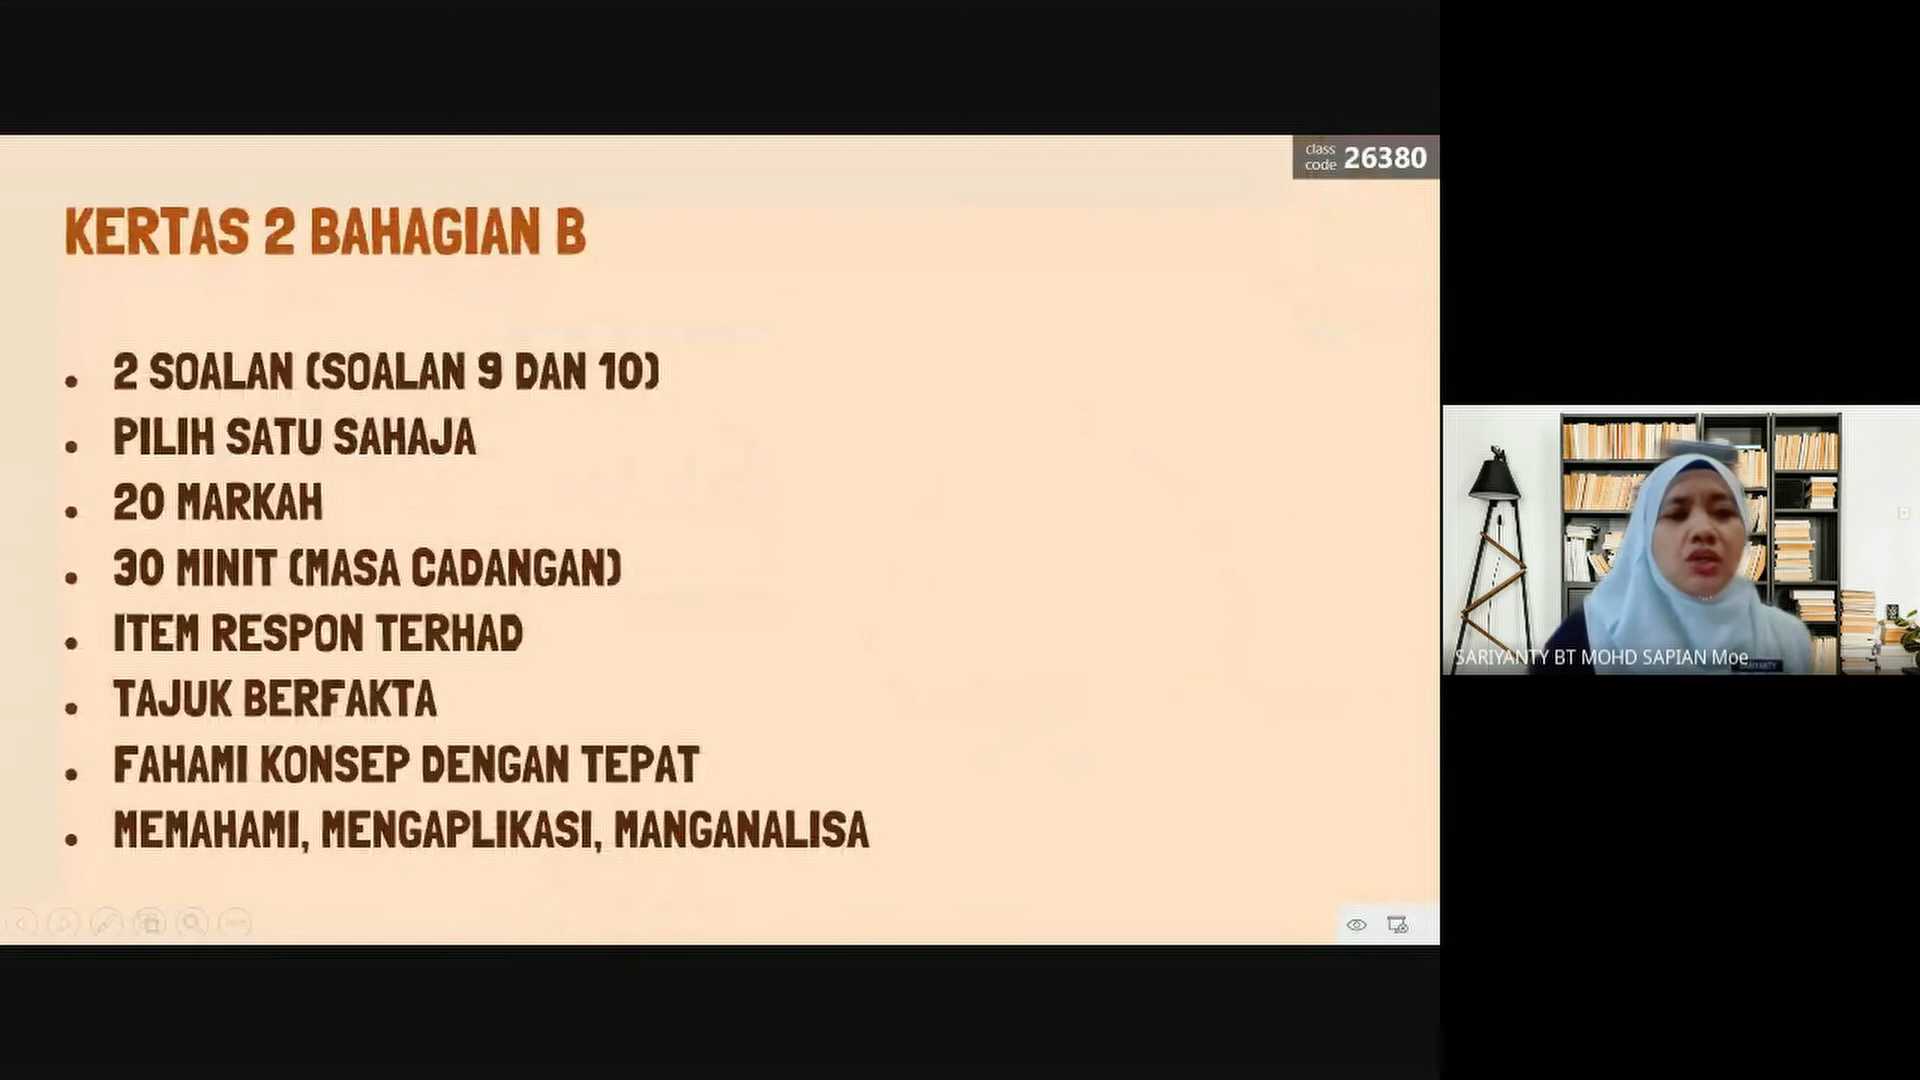 class code 26380
KERTAS 2 BAHAGIAN B
2 SOALAN (SOALAN 9 DAN 10)
PILIH SATU SAHAJA
20 MARKAH
30 MINIT (MASA CADANGAN)
ITEM RESPON TERHAD
TAJUK BERFAKTA
FAHAMI KONSEP DENGAN TEPAT
MEMAHAMI, MENGAPLIKASI, MANGANALISA
SARIYANTY BT MOHD SAPIAN Moe